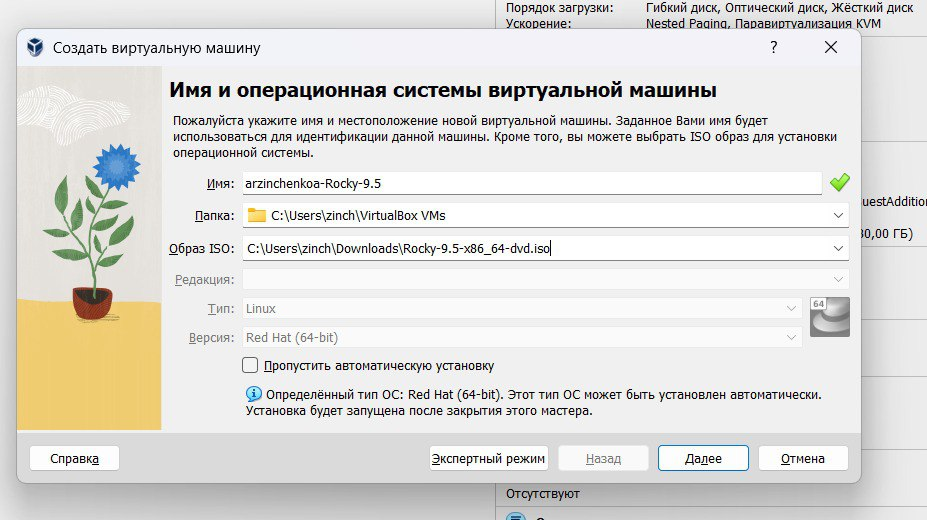 Порядок загрузки: Гибкий диск, Оптический диск, Жёсткий диск
Ускорение: Nested Paging, Паравиртуализация KVM
Создать виртуальную машину
?
Имя и операционная системы виртуальной машины
Пожалуйста укажите имя и местоположение новой виртуальной машины. Заданное Вами имя будет
использоваться для идентификации данной машины. Кроме того, вы можете выбрать ISO образ для установки
операционной системы.
Имя: arzinchenkoa-Rocky-9.5
Папка: C:\Users\zinch\VirtualBox VMs
uestAddition
Образ ISO: C:\Users\zinch\Downloads\Rocky-9.5-x86_64-dvd.iso
30,00 ГБ)
Редакция:
Тип: Linux
64
Версия: Red Hat (64-bit)
Пропустить автоматическую установку
Определённый тип ОС: Red Hat (64-bit). Этот тип ОС может быть установлен автоматически.
Установка будет запущена после закрытия этого мастера.
Справка Экспертный режим Назад Далее Отмена
Отсутствуют